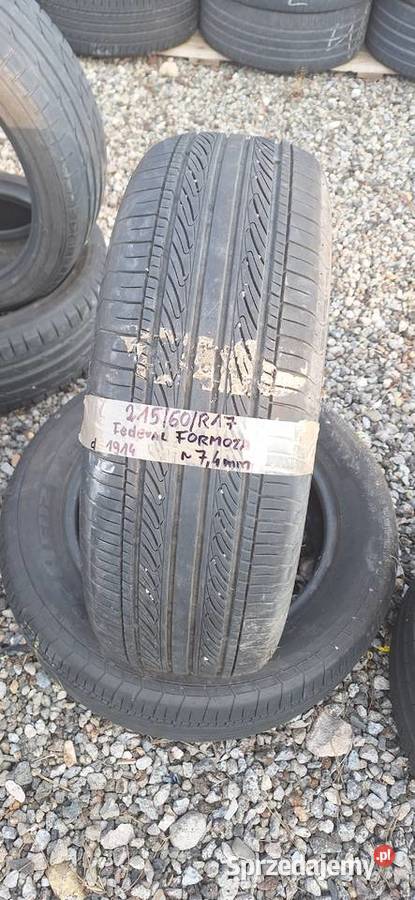 215/60/R17
Federal FORMOZA
d 1914 ~ 7,4mm
Sprzedajemy.pl